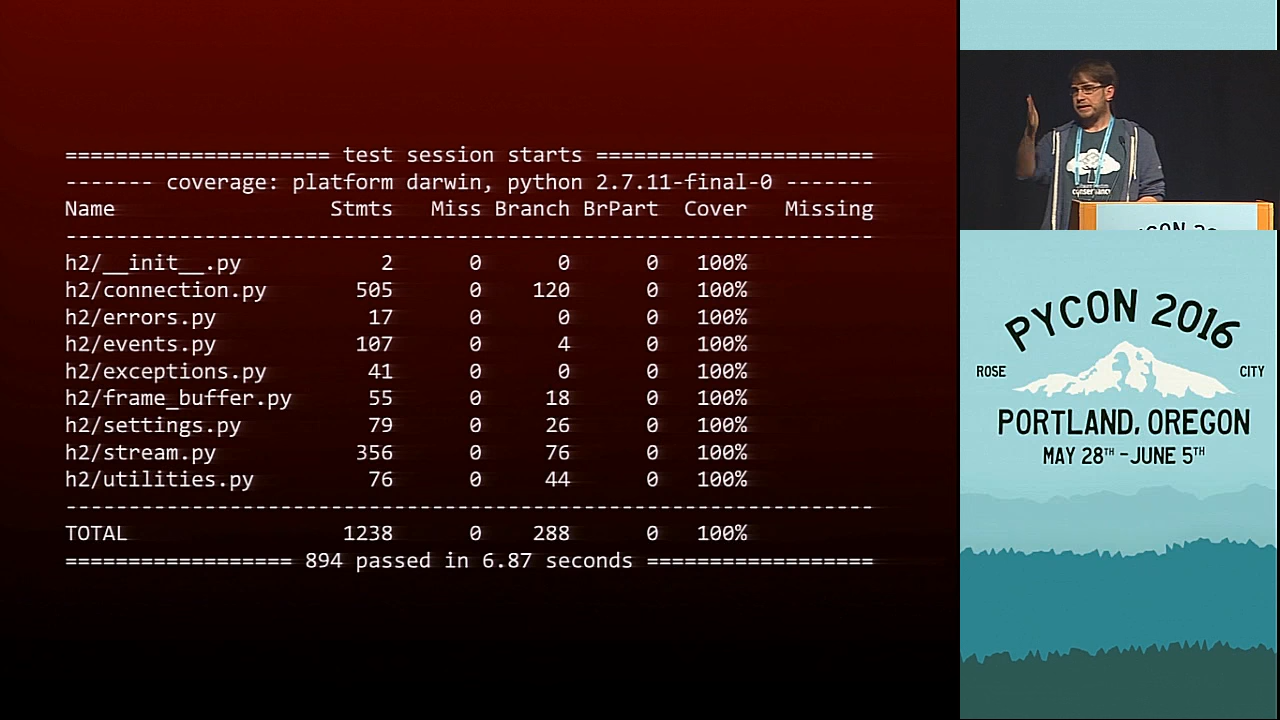 ===================== test session starts ======================
------- coverage: platform darwin, python 2.7.11-final-0 -------
Name                 Stmts   Miss Branch BrPart  Cover   Missing
----------------------------------------------------------------
h2/__init__.py           2      0      0      0   100%
h2/connection.py       505      0    120      0   100%
h2/errors.py            17      0      0      0   100%
h2/events.py           107      0      4      0   100%
h2/exceptions.py        41      0      0      0   100%
h2/frame_buffer.py      55      0     18      0   100%
h2/settings.py          79      0     26      0   100%
h2/stream.py           356      0     76      0   100%
h2/utilities.py         76      0     44      0   100%
----------------------------------------------------------------
TOTAL                 1238      0    288      0   100%
================== 894 passed in 6.87 seconds ==================
conservancy
PYCON 2016
ROSE CITY
PORTLAND, OREGON
MAY 28TH - JUNE 5TH